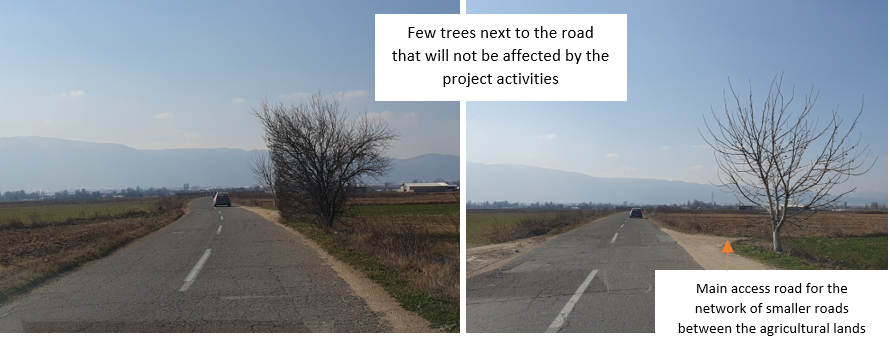 Few trees next to the road
that will not be affected by the
project activities
Main access road for the
network of smaller roads
between the agricultural lands